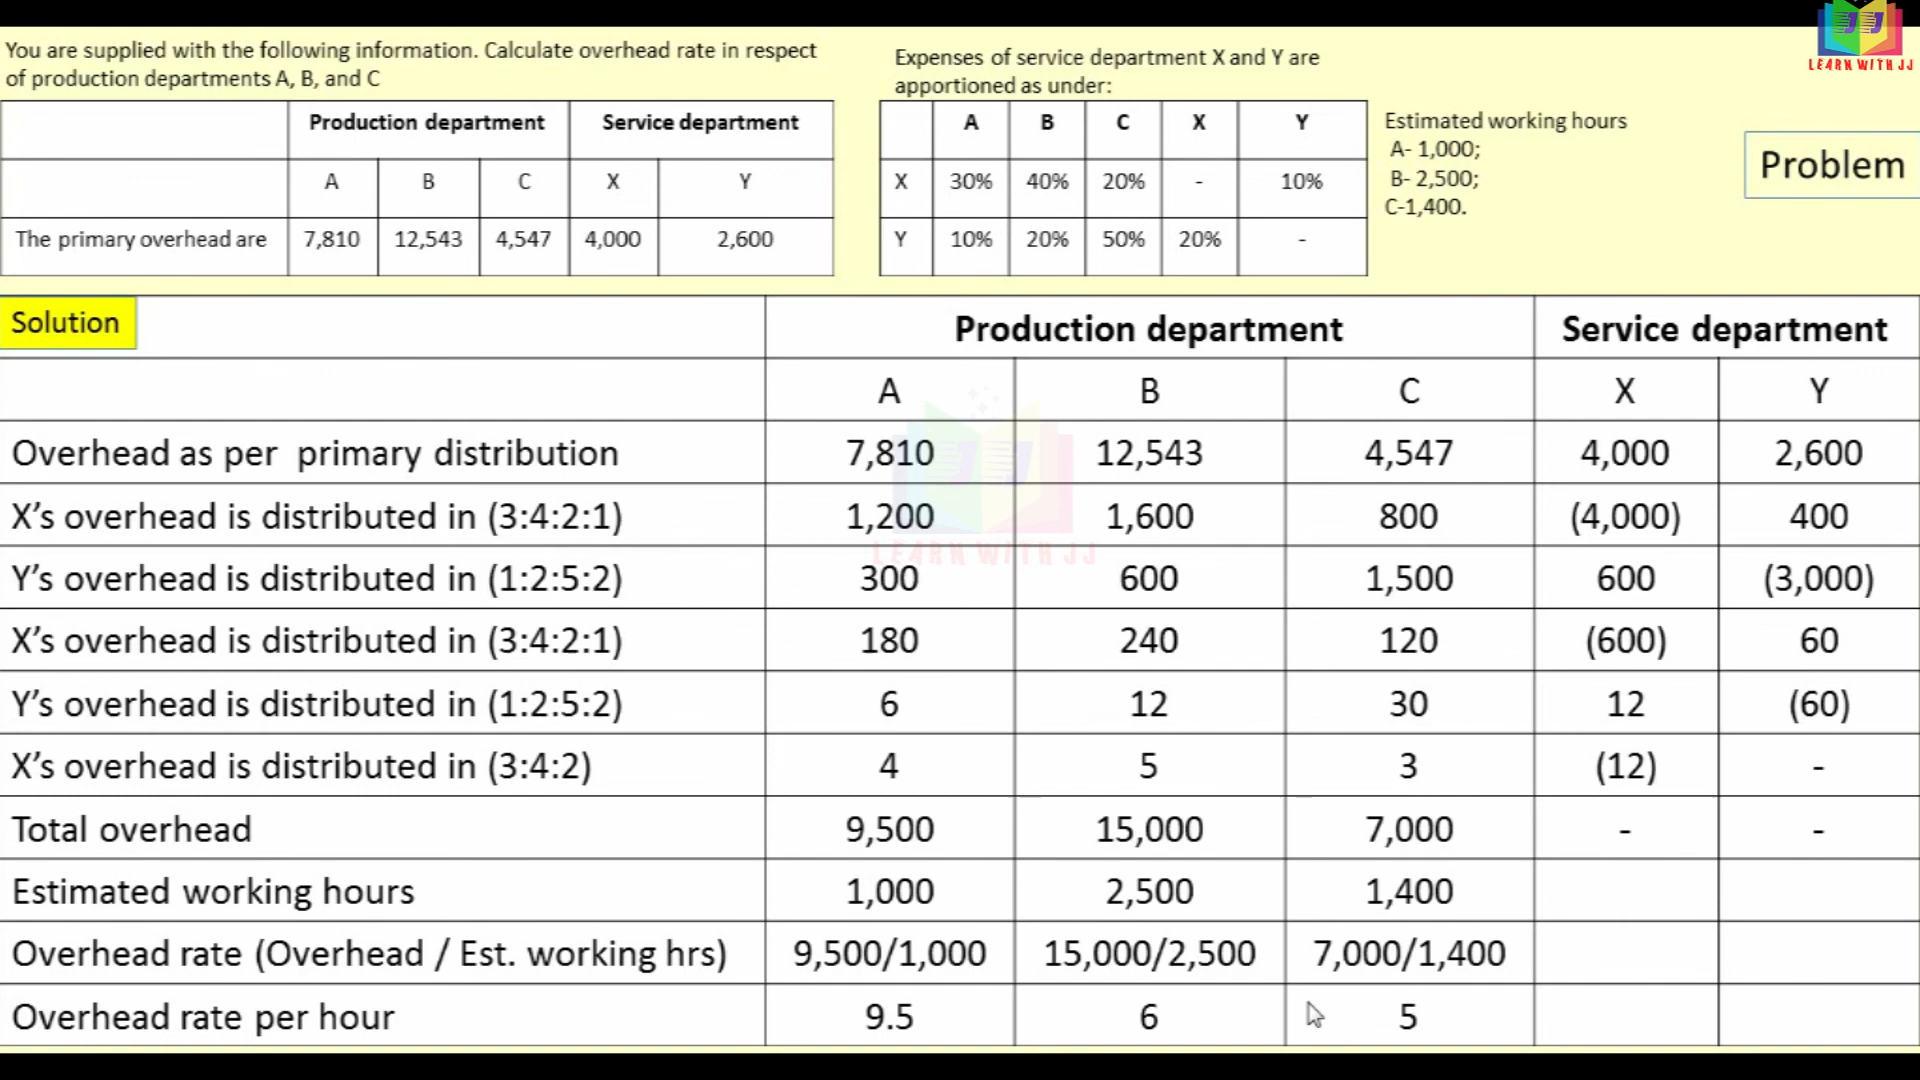 You are supplied with the following information. Calculate overhead rate in respect
of production departments A, B, and C
Production department Service department
A B C X Y
The primary overhead are 7,810 12,543 4,547 4,000 2,600
Expenses of service department X and Y are
apportioned as under:
A B C X Y
X 30% 40% 20% - 10%
Y 10% 20% 50% 20% -
Estimated working hours
A- 1,000;
B- 2,500;
C-1,400.
JJ
LEARN WITH JJ
Problem
Solution
Production department Service department
A B C X Y
Overhead as per primary distribution 7,810 12,543 4,547 4,000 2,600
X's overhead is distributed in (3:4:2:1) 1,200 1,600 800 (4,000) 400
LEARN WITH JJ
Y's overhead is distributed in (1:2:5:2) 300 600 1,500 600 (3,000)
X's overhead is distributed in (3:4:2:1) 180 240 120 (600) 60
Y's overhead is distributed in (1:2:5:2) 6 12 30 12 (60)
X's overhead is distributed in (3:4:2) 4 5 3 (12) -
Total overhead 9,500 15,000 7,000 - -
Estimated working hours 1,000 2,500 1,400
Overhead rate (Overhead / Est. working hrs) 9,500/1,000 15,000/2,500 7,000/1,400
Overhead rate per hour 9.5 6 5